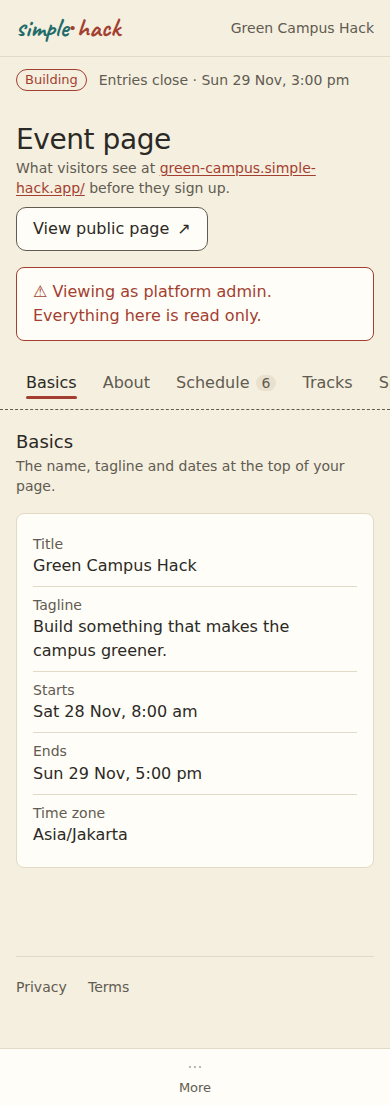 simple·hack
Green Campus Hack
Building
Entries close · Sun 29 Nov, 3:00 pm
Event page
What visitors see at green-campus.simple-
hack.app/ before they sign up.
View public page ↗
⚠ Viewing as platform admin.
Everything here is read only.
Basics About Schedule 6 Tracks S
Basics
The name, tagline and dates at the top of your
page.
Title
Green Campus Hack
Tagline
Build something that makes the
campus greener.
Starts
Sat 28 Nov, 8:00 am
Ends
Sun 29 Nov, 5:00 pm
Time zone
Asia/Jakarta
Privacy Terms
...
More